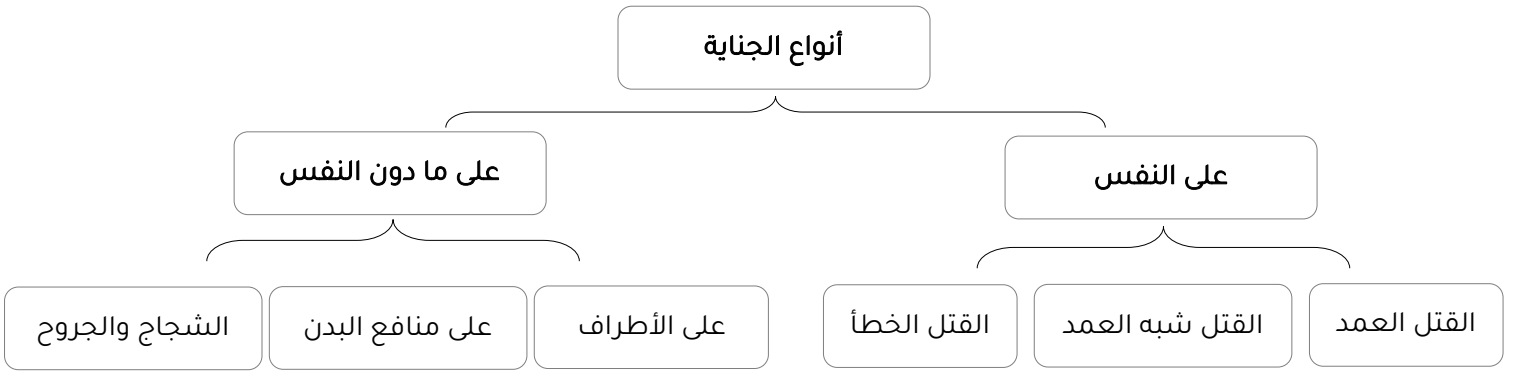 أنواع الجناية
على النفس
على ما دون النفس
القتل العمد
القتل شبه العمد
القتل الخطأ
على الأطراف
على منافع البدن
الشجاج والجروح